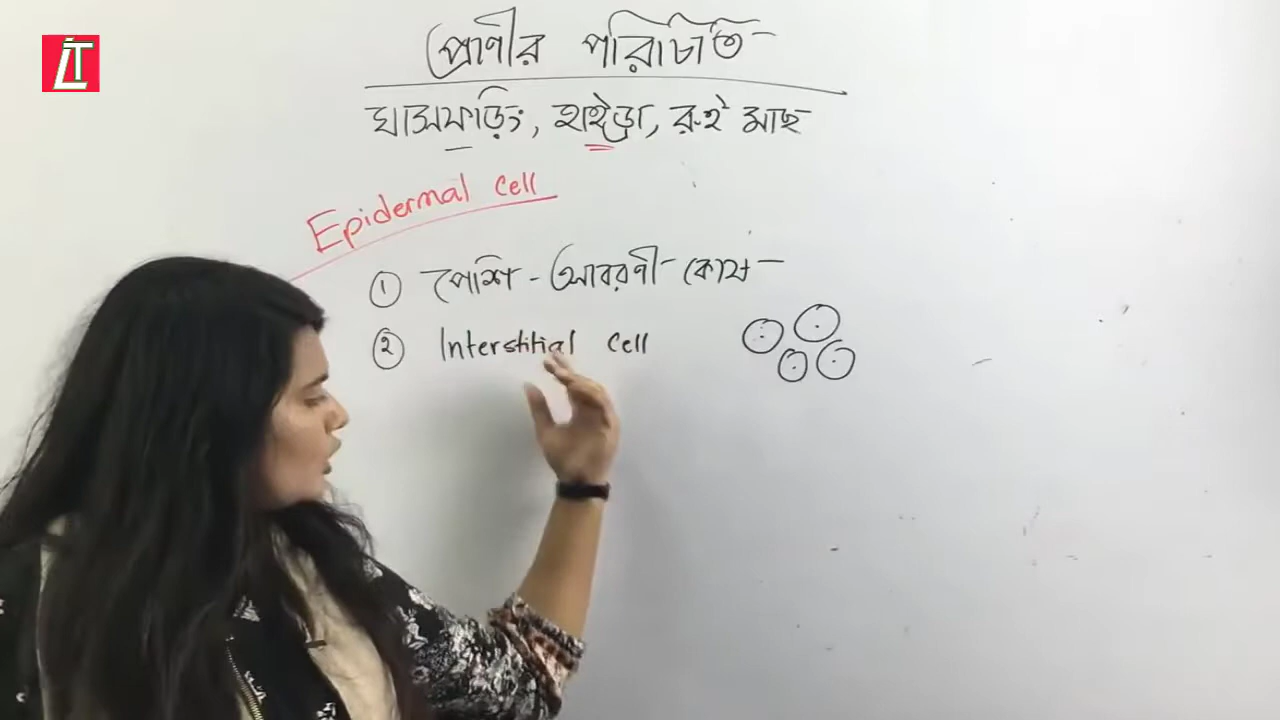 LT
প্রাণীর পরিচিতি
ঘাসফড়িং, হাইড্রা, রুই মাছ
Epidermal cell
① পেশি-আবরণী কোষ
② Interstitial cell